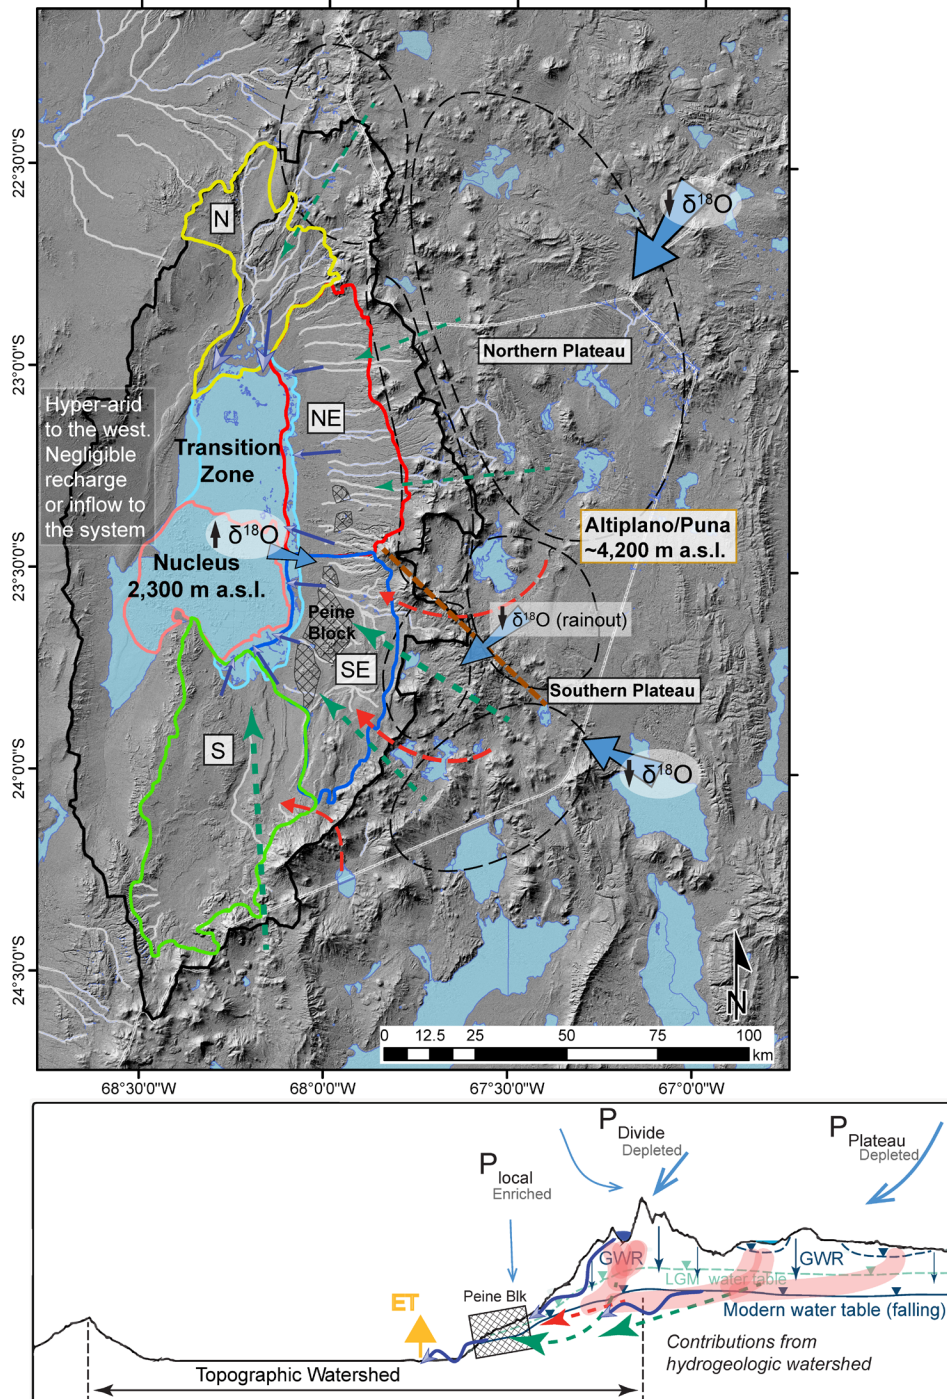 22°30'0"S
23°0'0"S
23°30'0"S
24°0'0"S
24°30'0"S
N
δ¹⁸O
Northern Plateau
Hyper-arid
to the west.
Negligible
recharge
or inflow to
the system
NE
Transition
Zone
δ¹⁸O
Altiplano/Puna
~4,200 m a.s.l.
Nucleus
2,300 m a.s.l.
Peine
Block
δ¹⁸O (rainout)
SE
Southern Plateau
S
δ¹⁸O
N
0 12.5 25 50 75 100
km
68°30'0"W 68°0'0"W 67°30'0"W 67°0'0"W
P Divide
Depleted
P Plateau
Depleted
P local
Enriched
GWR
GWR
LGM water table
ET
Peine Blk
Modern water table (falling)
Contributions from
hydrogeologic watershed
Topographic Watershed